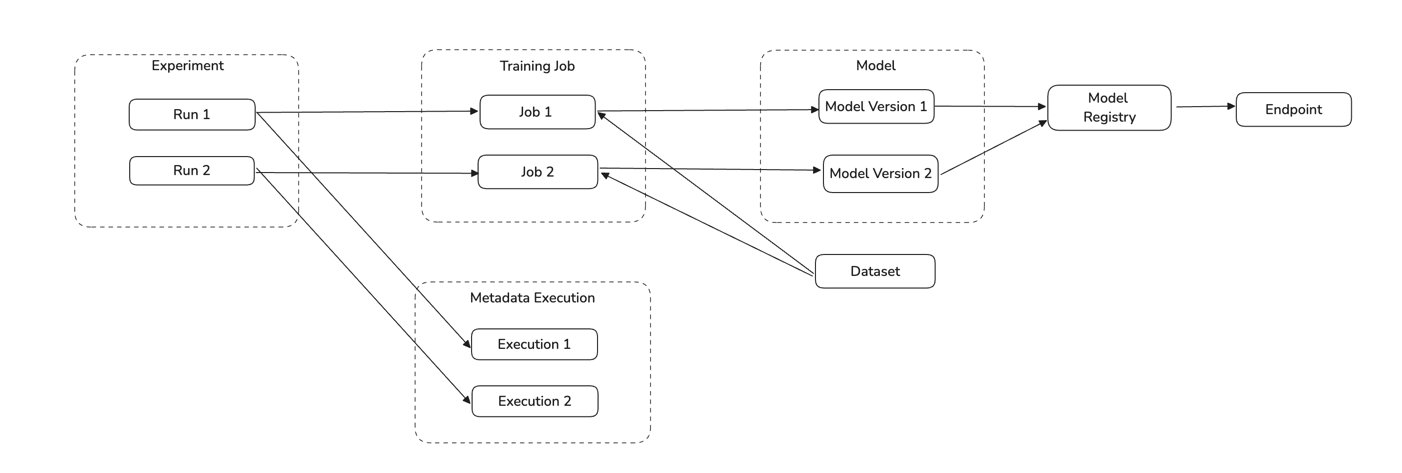 Experiment
Run 1
Run 2
Training Job
Job 1
Job 2
Model
Model Version 1
Model Version 2
Model
Registry
Endpoint
Dataset
Metadata Execution
Execution 1
Execution 2